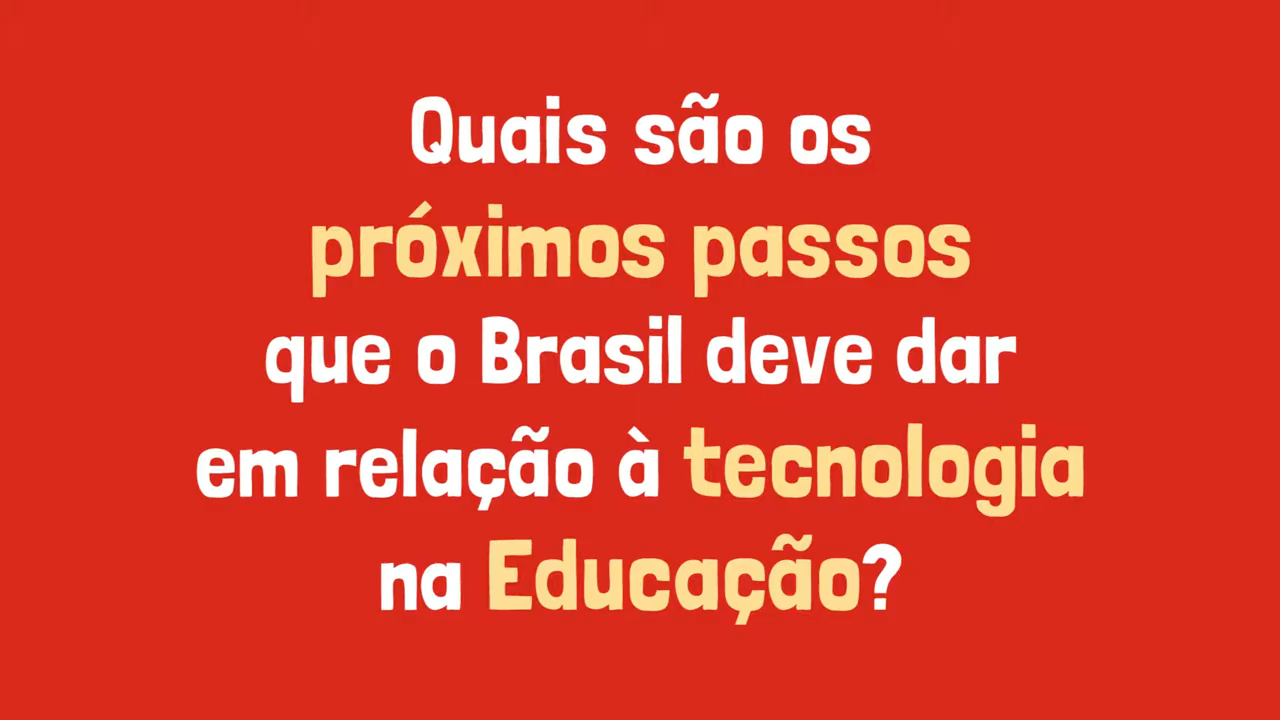 Quais são os
próximos passos
que o Brasil deve dar
em relação à tecnologia
na Educação?